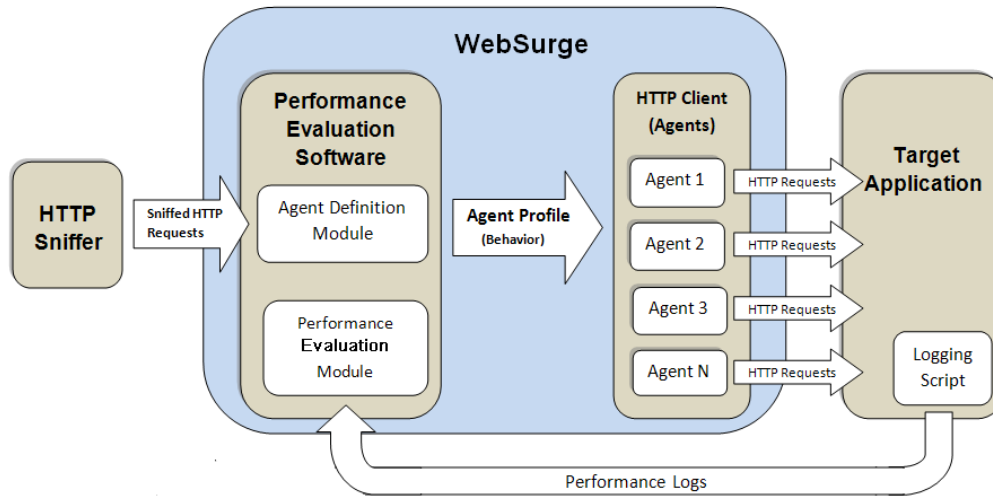 WebSurge
HTTP
Sniffer
Sniffed HTTP
Requests
Performance
Evaluation
Software
Agent Definition
Module
Performance
Evaluation
Module
Agent Profile
(Behavior)
HTTP Client
(Agents)
Agent 1
Agent 2
Agent 3
Agent N
HTTP Requests
HTTP Requests
HTTP Requests
HTTP Requests
Target
Application
Logging
Script
Performance Logs